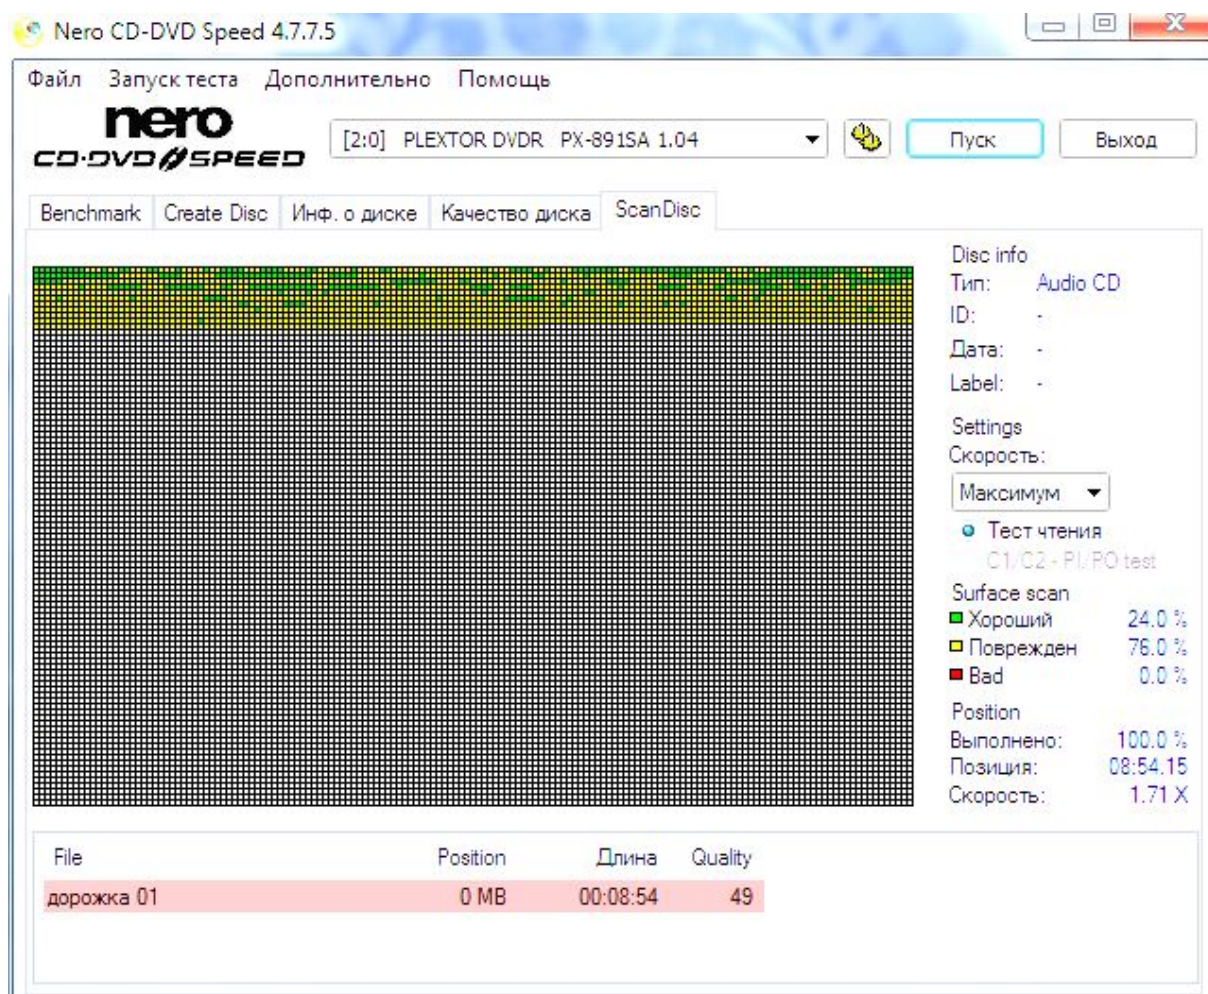 Nero CD-DVD Speed 4.7.7.5
Файл Запуск теста Дополнительно Помощь
nero
CD·DVD SPEED
[2:0] PLEXTOR DVDR PX-891SA 1.04
Пуск
Выход
Benchmark Create Disc Инф. о диске Качество диска ScanDisc
Disc info
Тип: Audio CD
ID: -
Дата: -
Label: -
Settings
Скорость:
Максимум
Тест чтения
C1/C2 - PI/PO test
Surface scan
Хороший 24.0 %
Поврежден 76.0 %
Bad 0.0 %
Position
Выполнено: 100.0 %
Позиция: 08:54.15
Скорость: 1.71 X
File Position Длина Quality
дорожка 01 0 MB 00:08:54 49